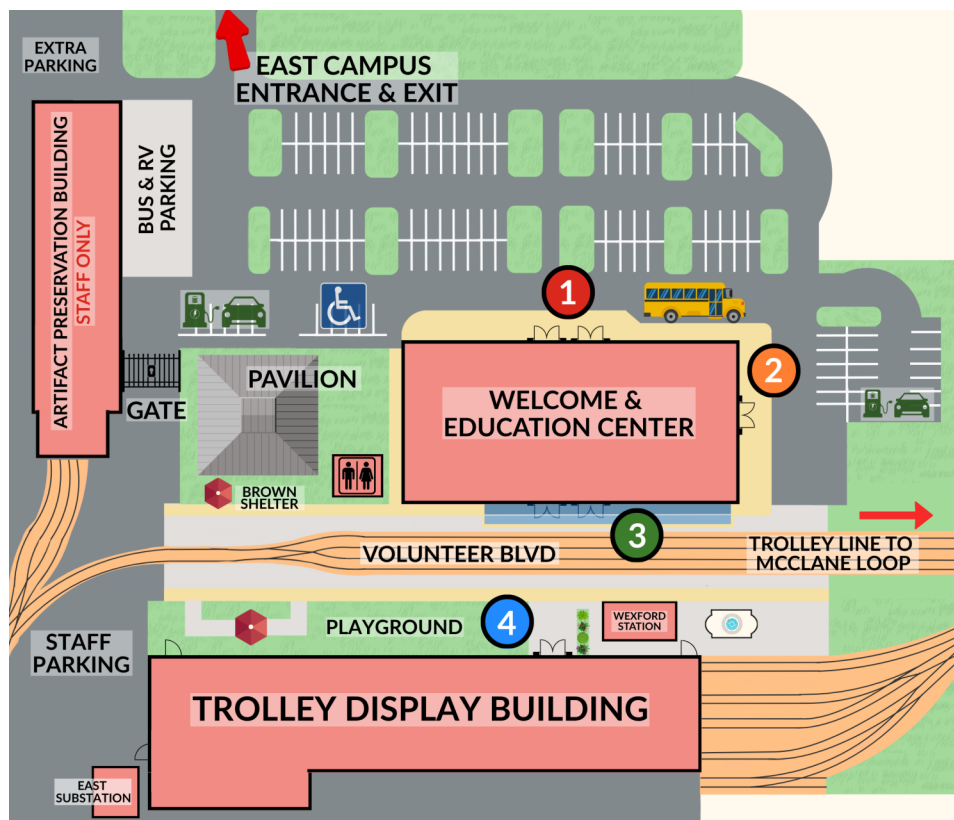 EXTRA
PARKING
EAST CAMPUS
ENTRANCE & EXIT
ARTIFACT PRESERVATION BUILDING
STAFF ONLY
BUS & RV
PARKING
1
2
GATE
PAVILION
WELCOME &
EDUCATION CENTER
BROWN
SHELTER
3
VOLUNTEER BLVD
TROLLEY LINE TO
MCCLANE LOOP
PLAYGROUND
4
WEXFORD
STATION
STAFF
PARKING
TROLLEY DISPLAY BUILDING
EAST
SUBSTATION